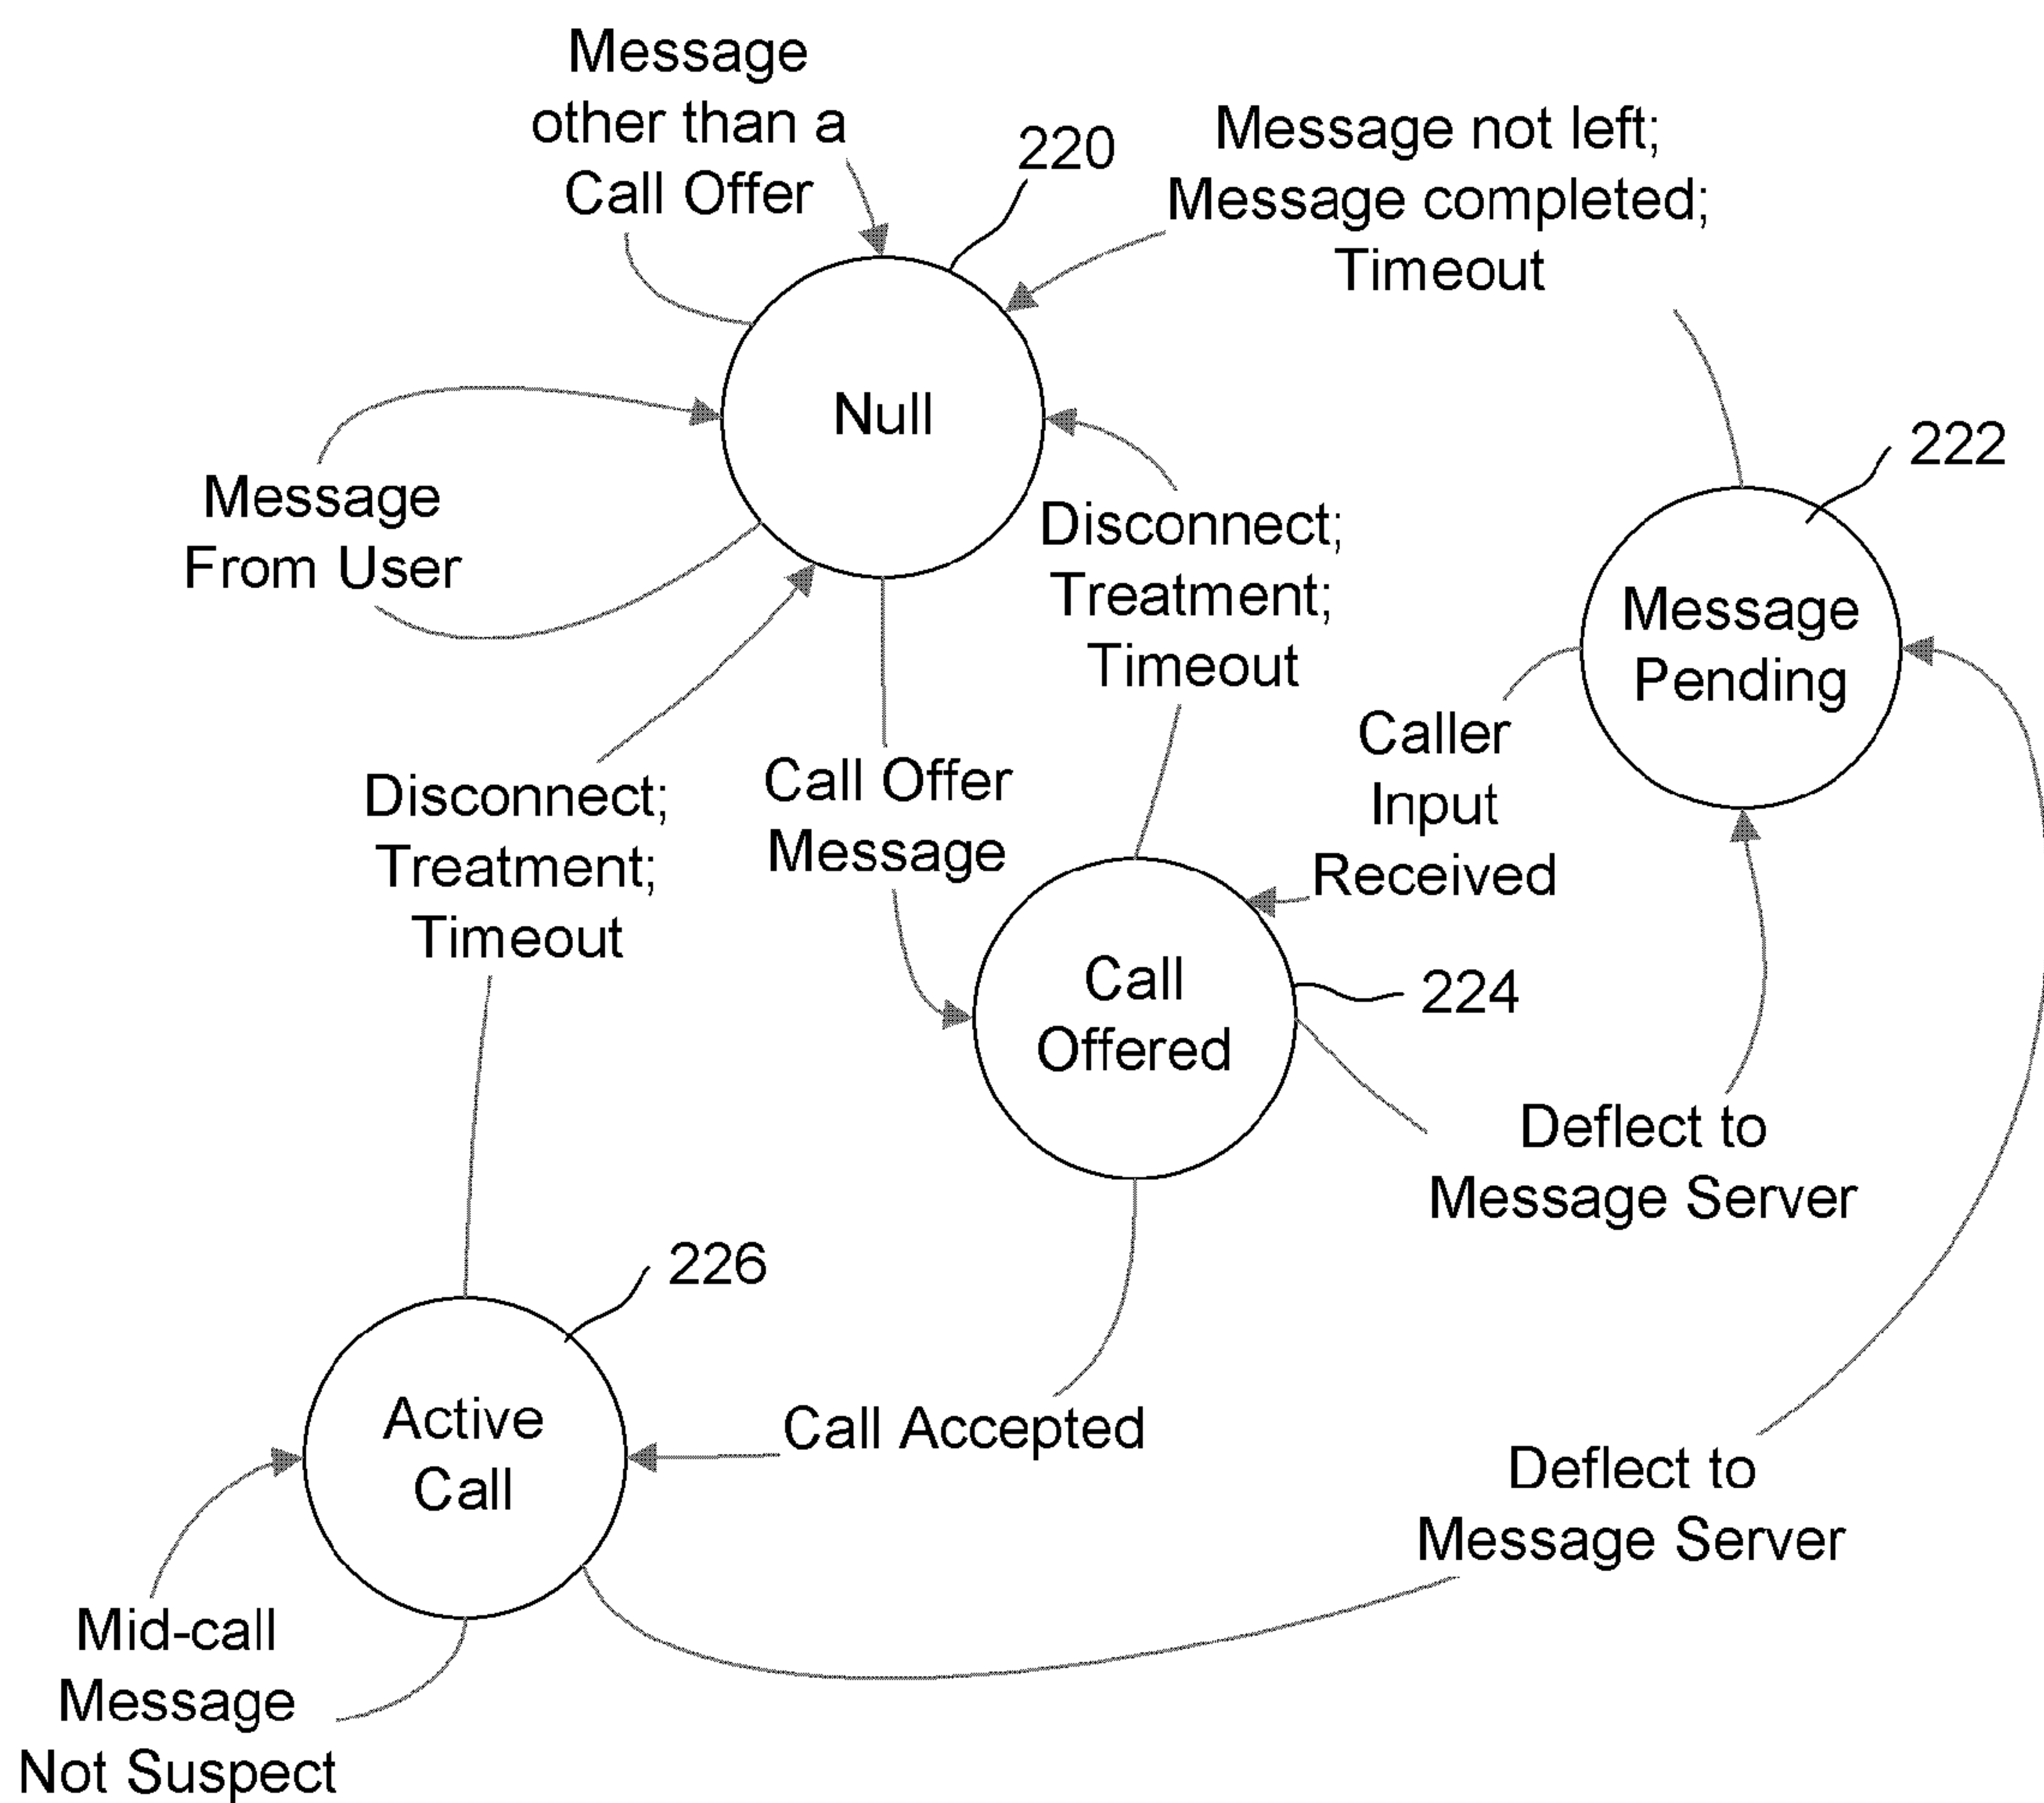 Message
other than a
Call Offer
220
Message not left;
Message completed;
Timeout
Null
222
Message
From User
Disconnect;
Treatment;
Timeout
Message
Pending
Caller
Input
Received
Disconnect;
Treatment;
Timeout
Call Offer
Message
Call
Offered
224
Deflect to
Message Server
226
Active
Call
Call Accepted
Deflect to
Message Server
Mid-call
Message
Not Suspect